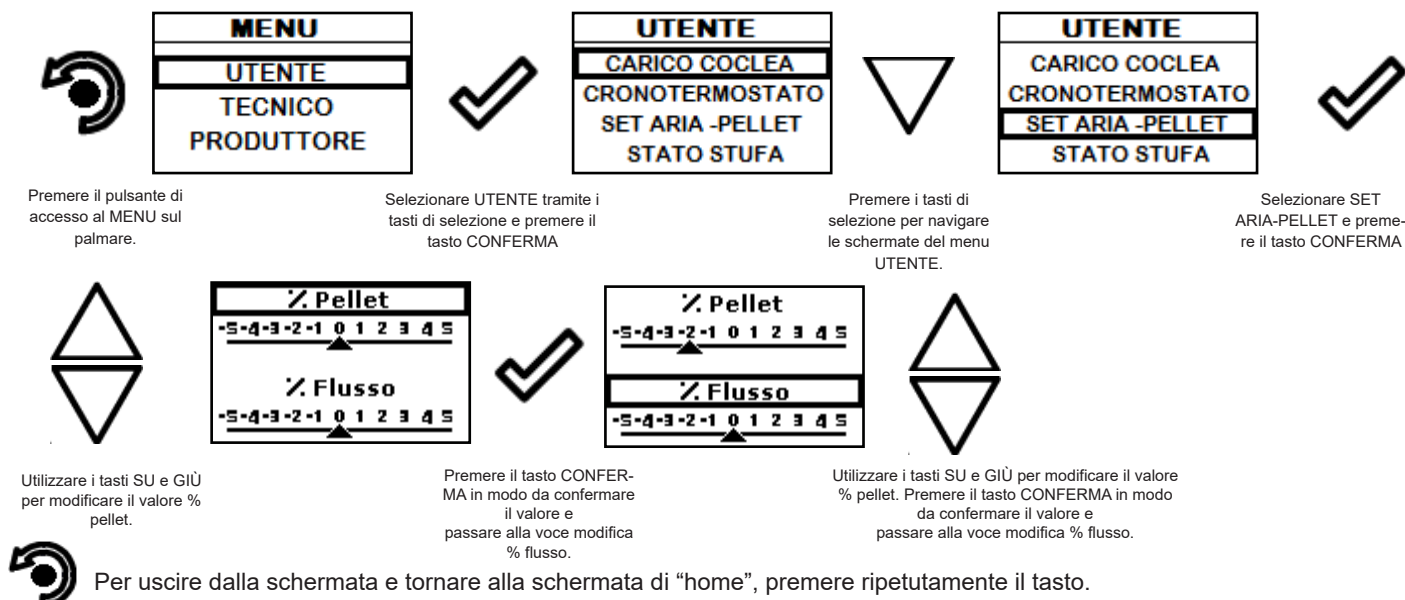 MENU
UTENTE
TECNICO
PRODUTTORE
UTENTE
CARICO COCLEA
CRONOTERMOSTATO
SET ARIA -PELLET
STATO STUFA
UTENTE
CARICO COCLEA
CRONOTERMOSTATO
SET ARIA -PELLET
STATO STUFA
Premere il pulsante di
accesso al MENU sul
palmare.
Selezionare UTENTE tramite i
tasti di selezione e premere il
tasto CONFERMA
Premere i tasti di
selezione per navigare
le schermate del menu
UTENTE.
Selezionare SET
ARIA-PELLET e preme-
re il tasto CONFERMA
% Pellet
-5-4-3-2-1 0 1 2 3 4 5
% Flusso
-5-4-3-2-1 0 1 2 3 4 5
% Pellet
-5-4-3-2-1 0 1 2 3 4 5
% Flusso
-5-4-3-2-1 0 1 2 3 4 5
Utilizzare i tasti SU e GIÙ
per modificare il valore %
pellet.
Premere il tasto CONFER-
MA in modo da confermare
il valore e
passare alla voce modifica
% flusso.
Utilizzare i tasti SU e GIÙ per modificare il valore
% pellet. Premere il tasto CONFERMA in modo
da confermare il valore e
passare alla voce modifica % flusso.
Per uscire dalla schermata e tornare alla schermata di “home”, premere ripetutamente il tasto.